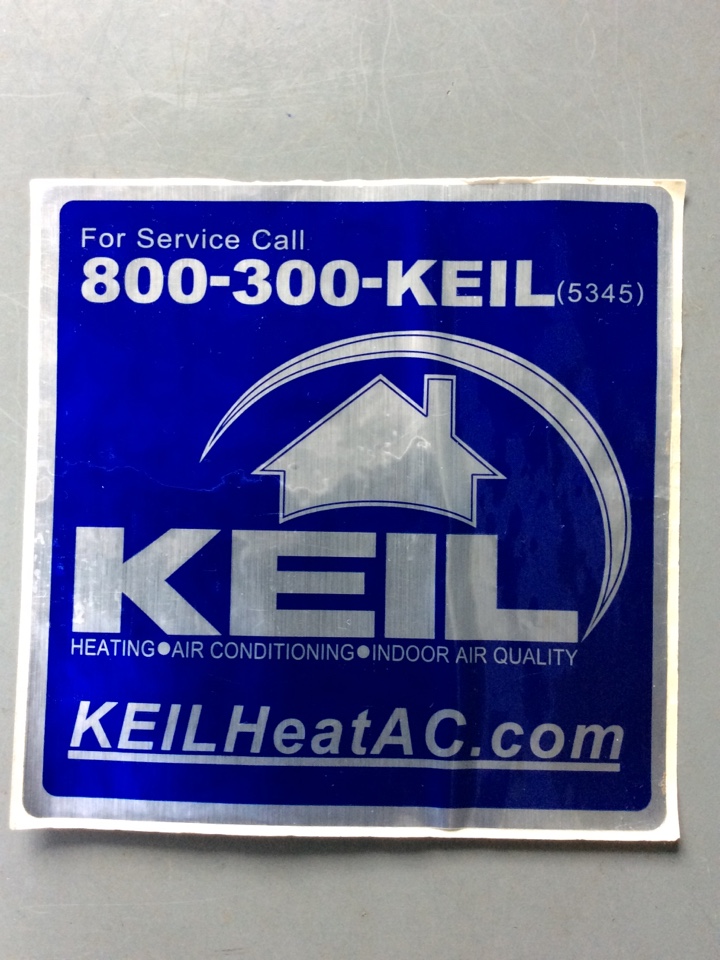 For Service Call
800-300-KEIL(5345)
KEIL
HEATING●AIR CONDITIONING●INDOOR AIR QUALITY
KEILHeatAC.com